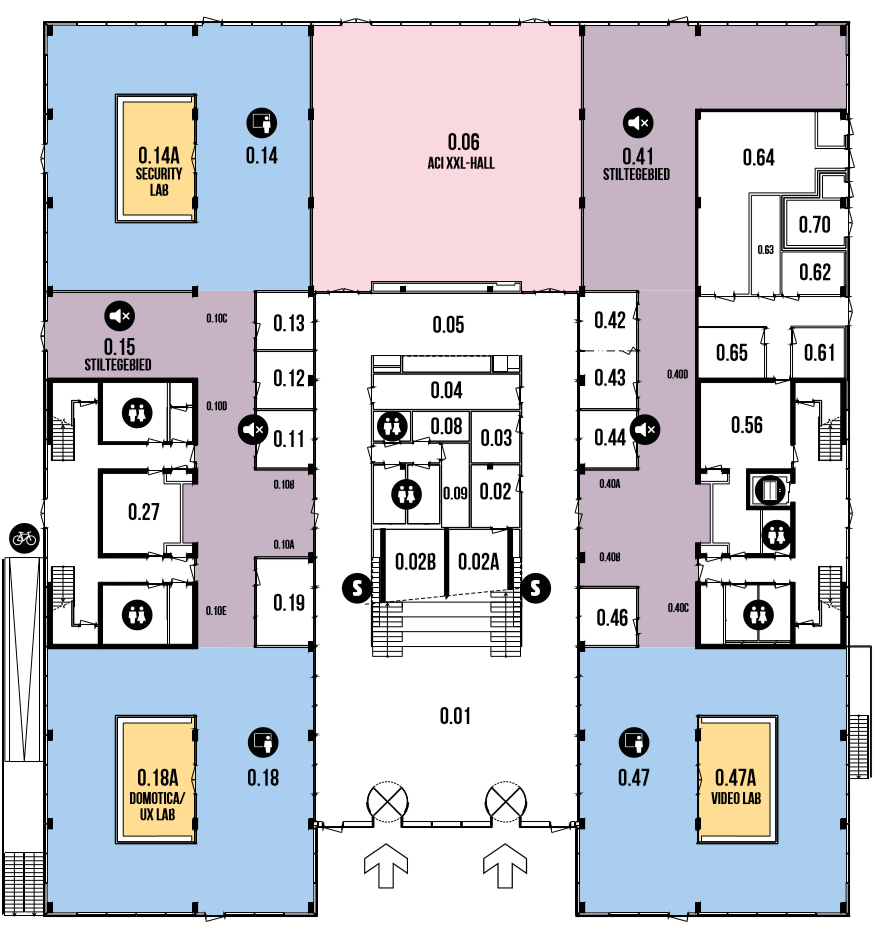 0.06
ACI XXL-HALL
0.14A
SECURITY
LAB
0.14
0.41
STILTEGEBIED
0.64
0.70
0.63
0.62
0.15
STILTEGEBIED
0.10C
0.13
0.05
0.42
0.65
0.61
0.12
0.04
0.43
0.40D
0.10D
0.11
0.08
0.03
0.44
0.56
0.10B
0.09
0.02
0.40A
0.27
0.10A
0.02B
0.02A
0.40B
0.10E
0.19
S
S
0.46
0.40C
0.01
0.18A
DOMOTICA/
UX LAB
0.18
0.47
0.47A
VIDEO LAB